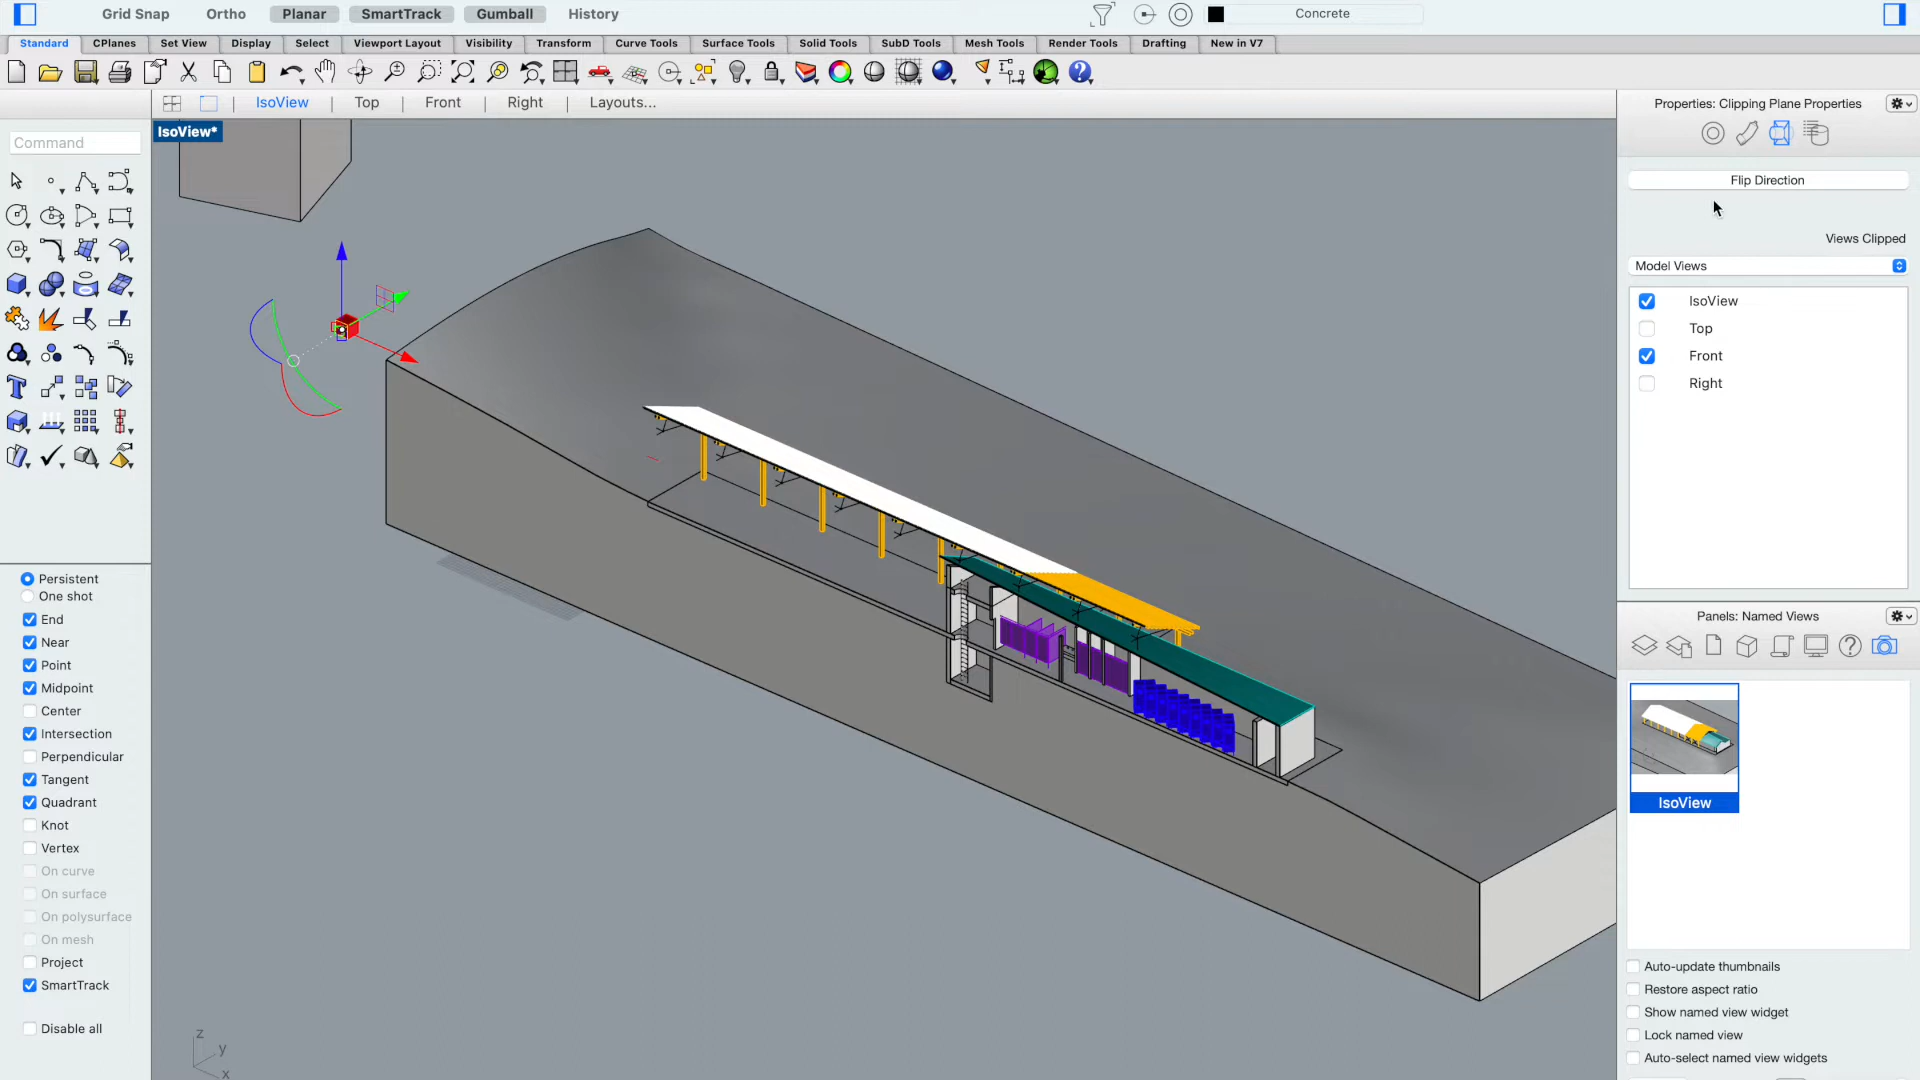 Grid Snap Ortho Planar SmartTrack Gumball History Concrete
Standard CPlanes Set View Display Select Viewport Layout Visibility Transform Curve Tools Surface Tools Solid Tools SubD Tools Mesh Tools Render Tools Drafting New in V7
IsoView Top Front Right Layouts...
IsoView*
Command
Persistent
One shot
End
Near
Point
Midpoint
Center
Intersection
Perpendicular
Tangent
Quadrant
Knot
Vertex
On curve
On surface
On polysurface
On mesh
Project
SmartTrack
Disable all
z
y
x
Properties: Clipping Plane Properties
Flip Direction
Views Clipped
Model Views
IsoView
Top
Front
Right
Panels: Named Views
IsoView
Auto-update thumbnails
Restore aspect ratio
Show named view widget
Lock named view
Auto-select named view widgets